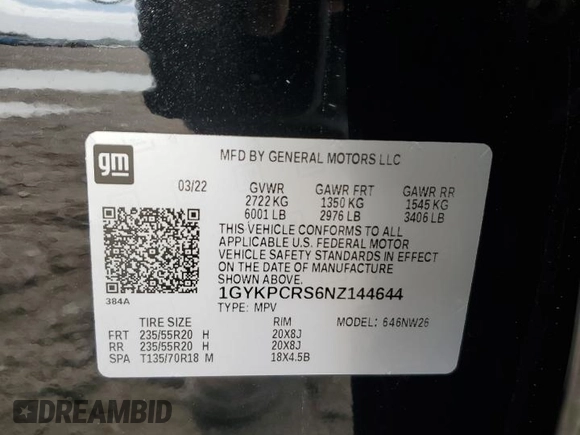 gm
MFD BY GENERAL MOTORS LLC
03/22 GVWR GAWR FRT GAWR RR
2722 KG 1350 KG 1545 KG
6001 LB 2976 LB 3406 LB
THIS VEHICLE CONFORMS TO ALL
APPLICABLE U.S. FEDERAL MOTOR
VEHICLE SAFETY STANDARDS IN EFFECT
ON THE DATE OF MANUFACTURE
SHOWN ABOVE.
384A
1GYKPCRS6NZ144644
TYPE: MPV
TIRE SIZE RIM MODEL: 646NW26
FRT 235/55R20 H 20X8J
RR 235/55R20 H 20X8J
SPA T135/70R18 M 18X4.5B
DREAMBID